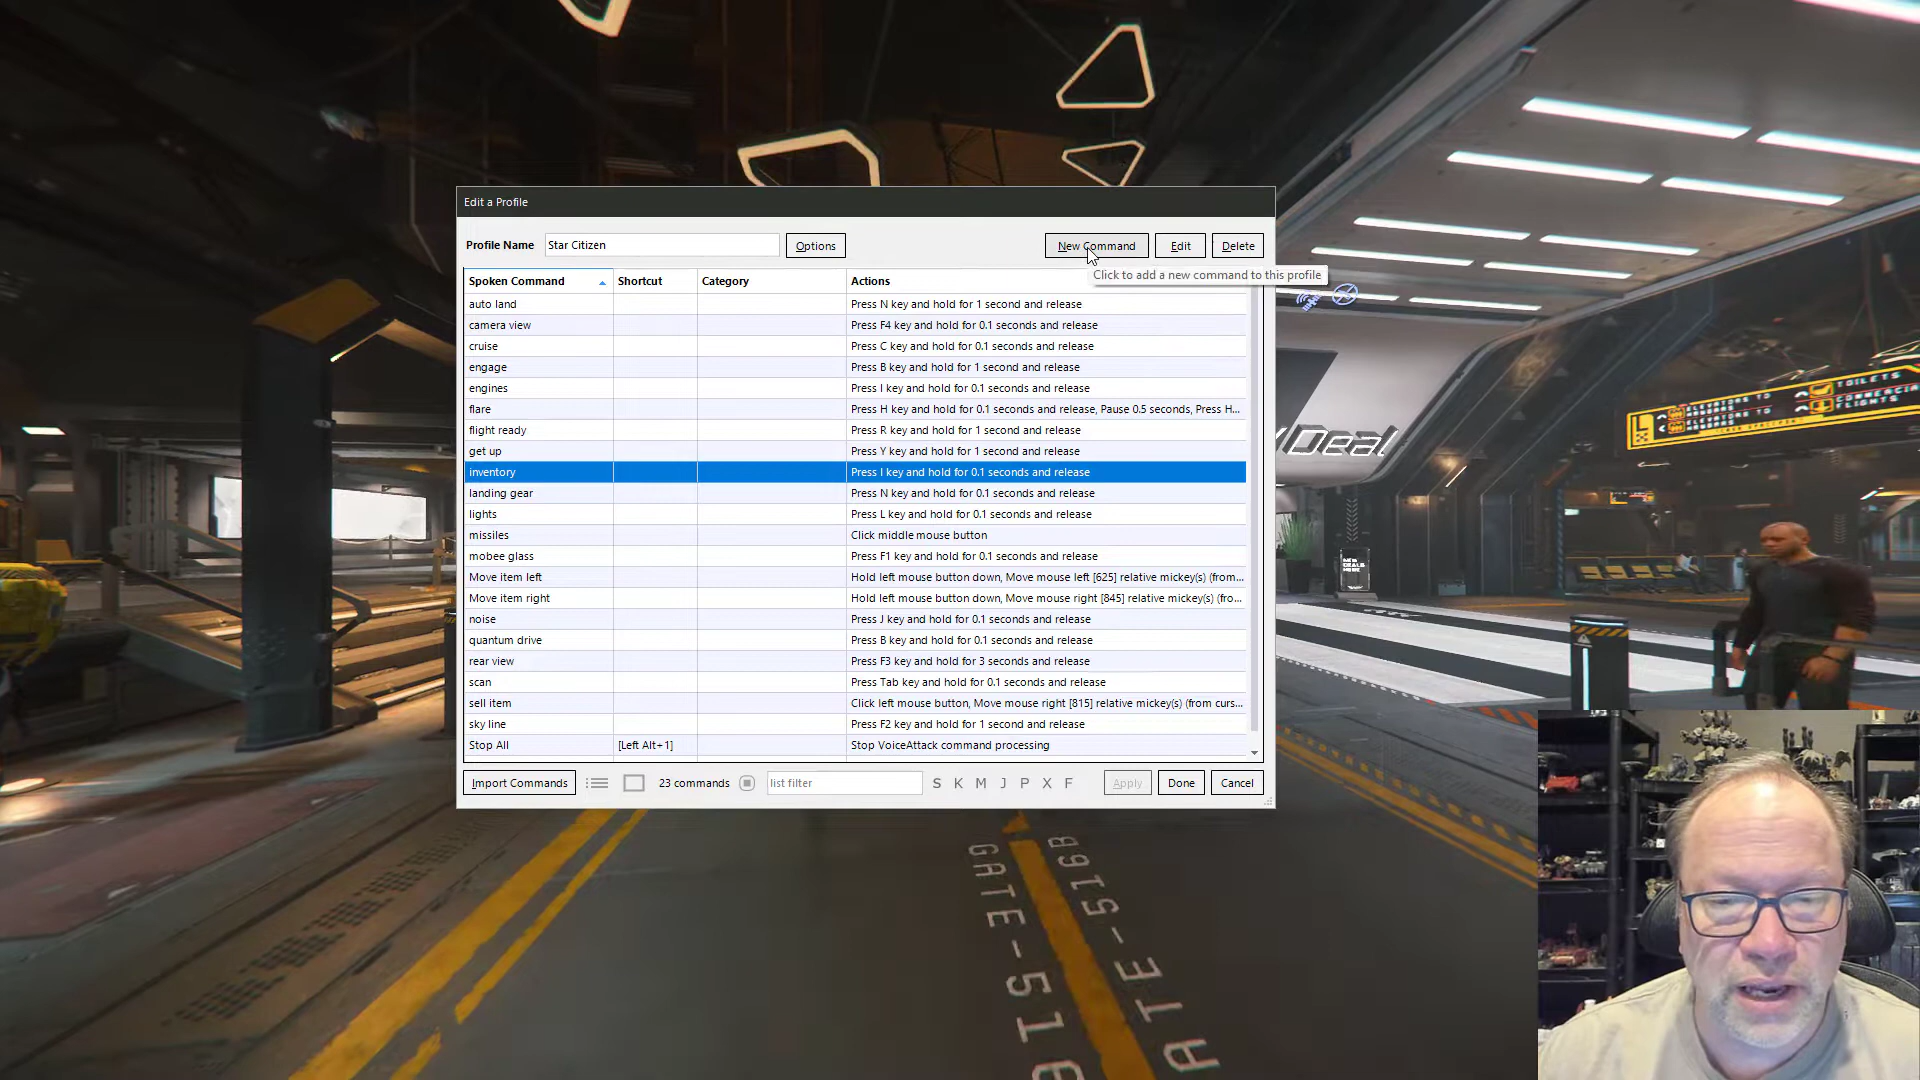 Edit a Profile
Profile Name Star Citizen Options New Command Edit Delete
Click to add a new command to this profile
Spoken Command Shortcut Category Actions
auto land Press N key and hold for 1 second and release
camera view Press F4 key and hold for 0.1 seconds and release
cruise Press C key and hold for 0.1 seconds and release
engage Press B key and hold for 1 second and release
engines Press I key and hold for 0.1 seconds and release
flare Press H key and hold for 0.1 seconds and release, Pause 0.5 seconds, Press H...
flight ready Press R key and hold for 1 second and release
get up Press Y key and hold for 1 second and release
inventory Press I key and hold for 0.1 seconds and release
landing gear Press N key and hold for 0.1 seconds and release
lights Press L key and hold for 0.1 seconds and release
missiles Click middle mouse button
mobee glass Press F1 key and hold for 0.1 seconds and release
Move item left Hold left mouse button down, Move mouse left [625] relative mickey(s) (from...
Move item right Hold left mouse button down, Move mouse right [845] relative mickey(s) (fro...
noise Press J key and hold for 0.1 seconds and release
quantum drive Press B key and hold for 0.1 seconds and release
rear view Press F3 key and hold for 3 seconds and release
scan Press Tab key and hold for 0.1 seconds and release
sell item Click left mouse button, Move mouse right [815] relative mickey(s) (from curs...
sky line Press F2 key and hold for 1 second and release
Stop All [Left Alt+1] Stop VoiceAttack command processing
Import Commands 23 commands list filter S K M J P X F Apply Done Cancel
Deal
TOILETS
ELEVATORS TO
HANGARS
COMMERCIA
FLIGHTS
ELEVATORS TO
GATE-516B